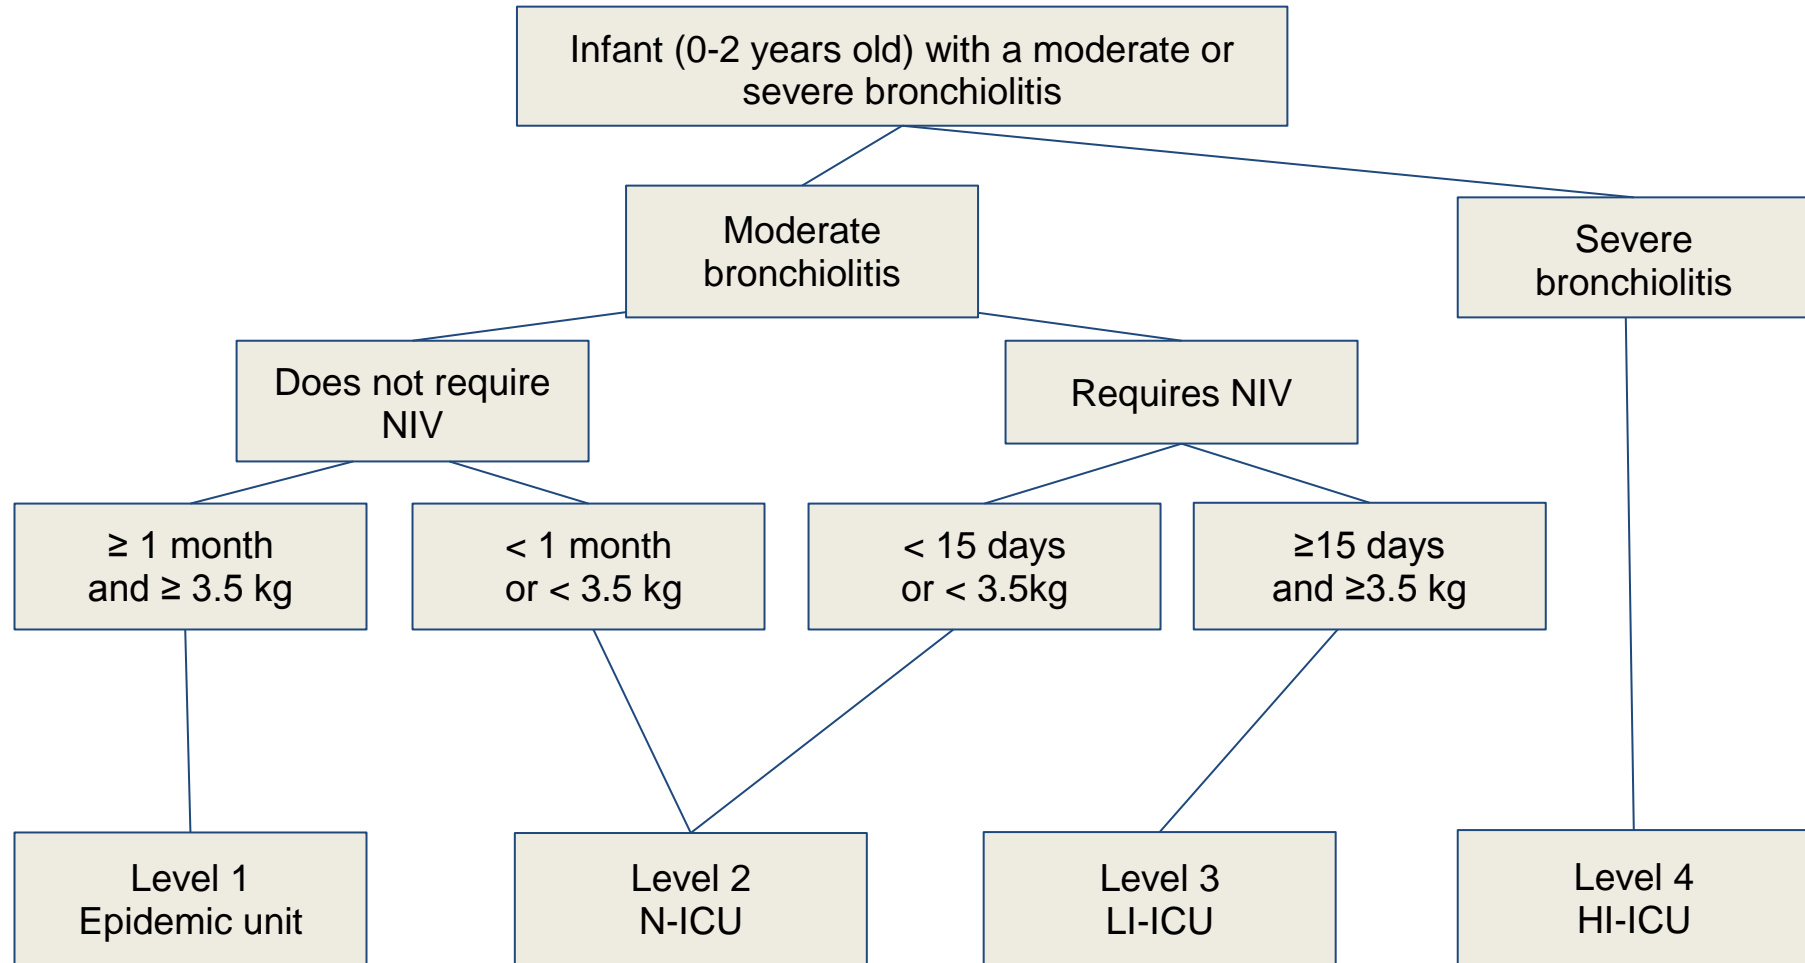 Infant (0-2 years old) with a moderate or
severe bronchiolitis
Moderate
bronchiolitis
Severe
bronchiolitis
Does not require
NIV
Requires NIV
≥ 1 month
and ≥ 3.5 kg
< 1 month
or < 3.5 kg
< 15 days
or < 3.5kg
≥15 days
and ≥3.5 kg
Level 1
Epidemic unit
Level 2
N-ICU
Level 3
LI-ICU
Level 4
HI-ICU